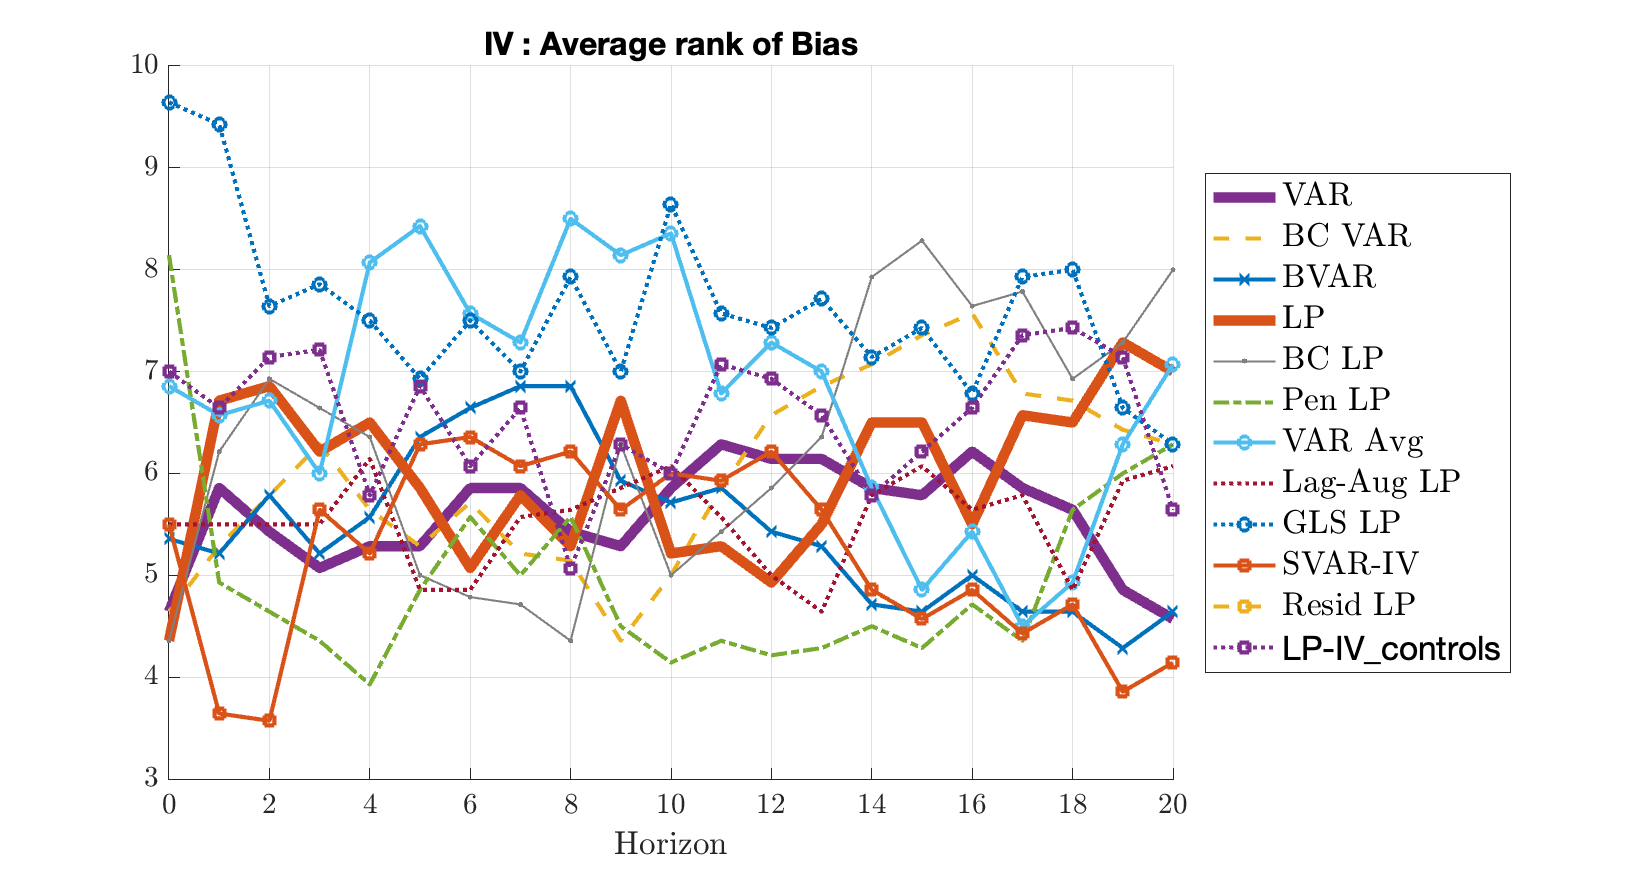 IV : Average rank of Bias
10
9
8
7
6
5
4
3
0 2 4 6 8 10 12 14 16 18 20
Horizon
VAR
BC VAR
BVAR
LP
BC LP
Pen LP
VAR Avg
Lag-Aug LP
GLS LP
SVAR-IV
Resid LP
LP-IV_controls